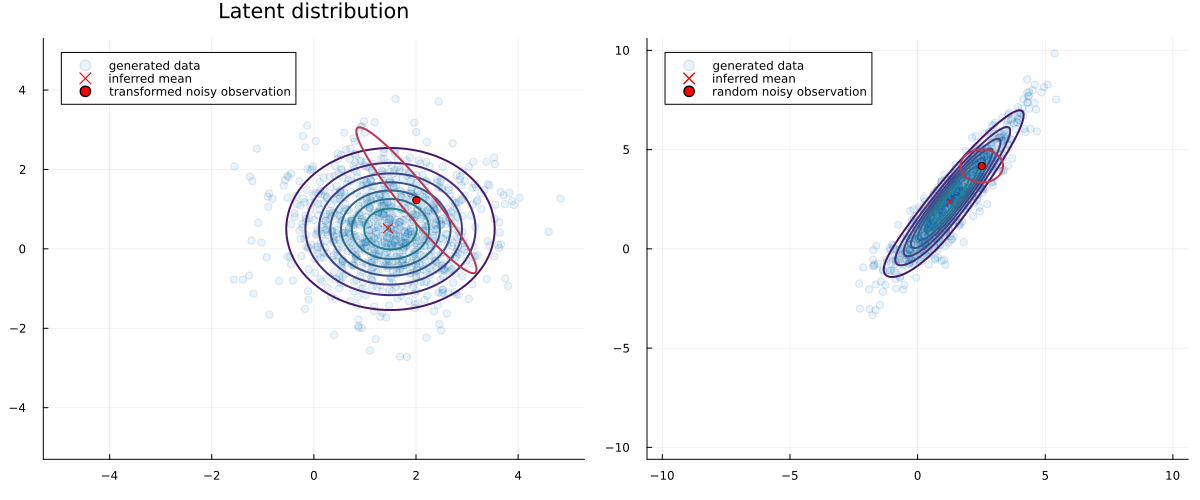 Latent distribution
generated data
inferred mean
transformed noisy observation
4
2
0
−2
−4
−4
−2
0
2
4
generated data
inferred mean
random noisy observation
10
5
0
−5
−10
−10
−5
0
5
10